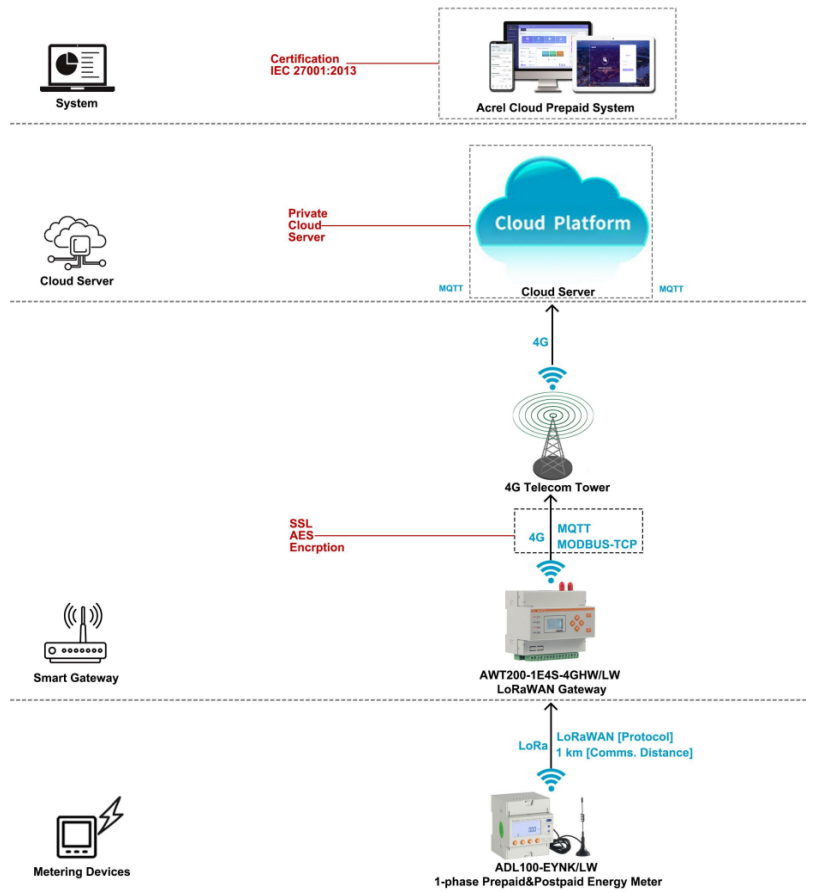 Certification
IEC 27001:2013
System
Acrel Cloud Prepaid System
Private
Cloud
Server
Cloud Platform
Cloud Server
MQTT
Cloud Server
MQTT
4G
4G Telecom Tower
SSL
AES
Encrption
4G
MQTT
MODBUS-TCP
Smart Gateway
AWT200-1E4S-4GHW/LW
LoRaWAN Gateway
LoRa
LoRaWAN [Protocol]
1 km [Comms. Distance]
Metering Devices
ADL100-EYNK/LW
1-phase Prepaid&Postpaid Energy Meter